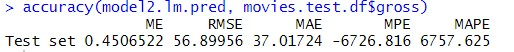 > accuracy(model2.lm.pred, movies.test.df$gross)
ME RMSE MAE MPE MAPE
Test set 0.4506522 56.89956 37.01724 -6726.816 6757.625